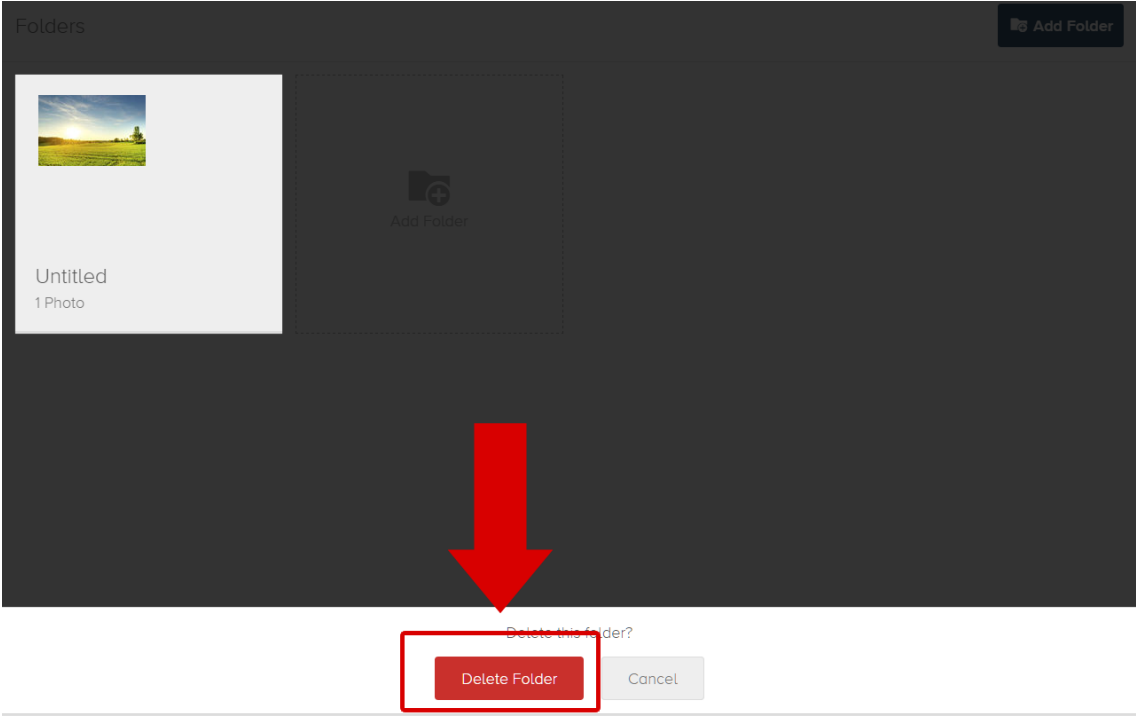 Folders
Add Folder
Add Folder
Untitled
1 Photo
Delete this folder?
Delete Folder
Cancel